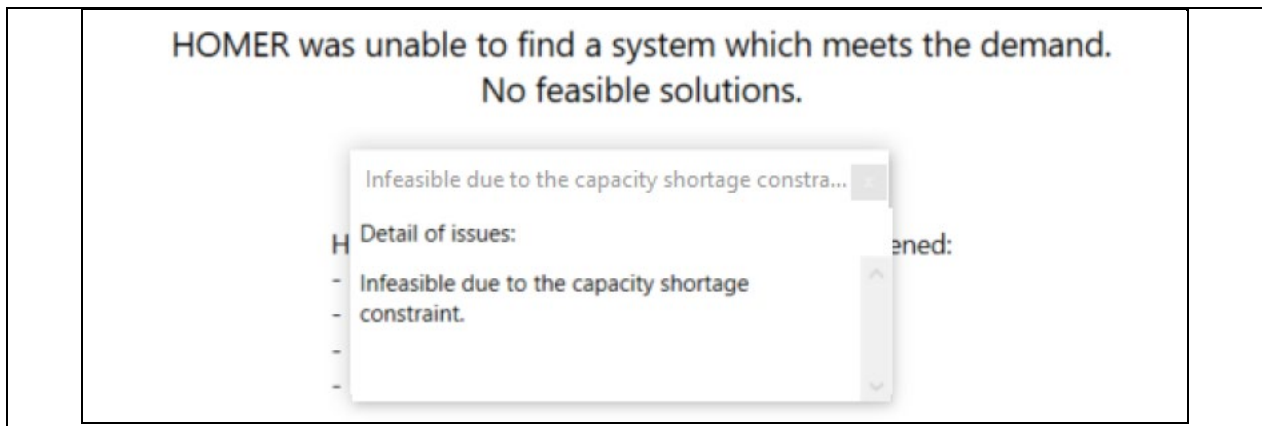 HOMER was unable to find a system which meets the demand.
No feasible solutions.
Infeasible due to the capacity shortage constra...
Detail of issues:
Infeasible due to the capacity shortage
constraint.
H
ened:
-
-
-
-